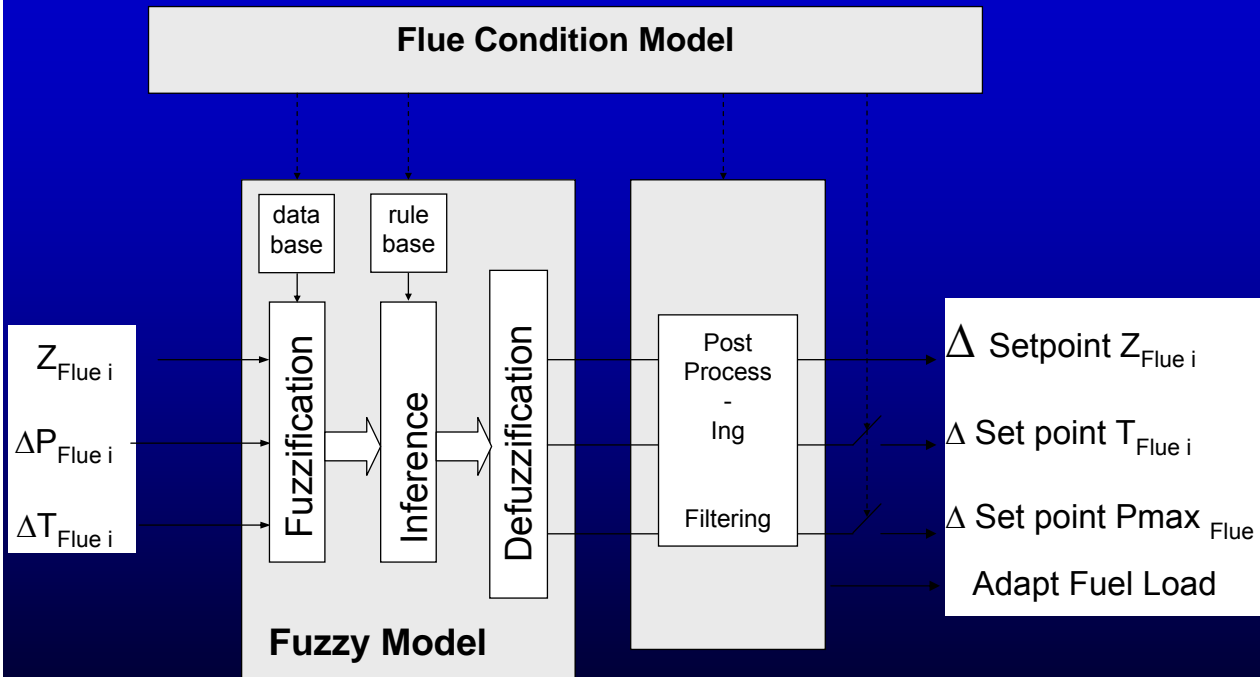 Flue Condition Model
data
base
rule
base
Z Flue i
ΔP Flue i
ΔT Flue i
Fuzzification
Inference
Defuzzification
Fuzzy Model
Post
Process
-
Ing
Filtering
Δ Setpoint Z Flue i
Δ Set point T Flue i
Δ Set point Pmax Flue
Adapt Fuel Load